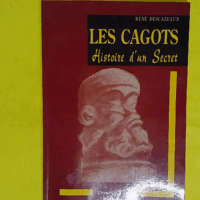 RENÉ DESCAZEAUX
LES CAGOTS
Histoire d'un Secret